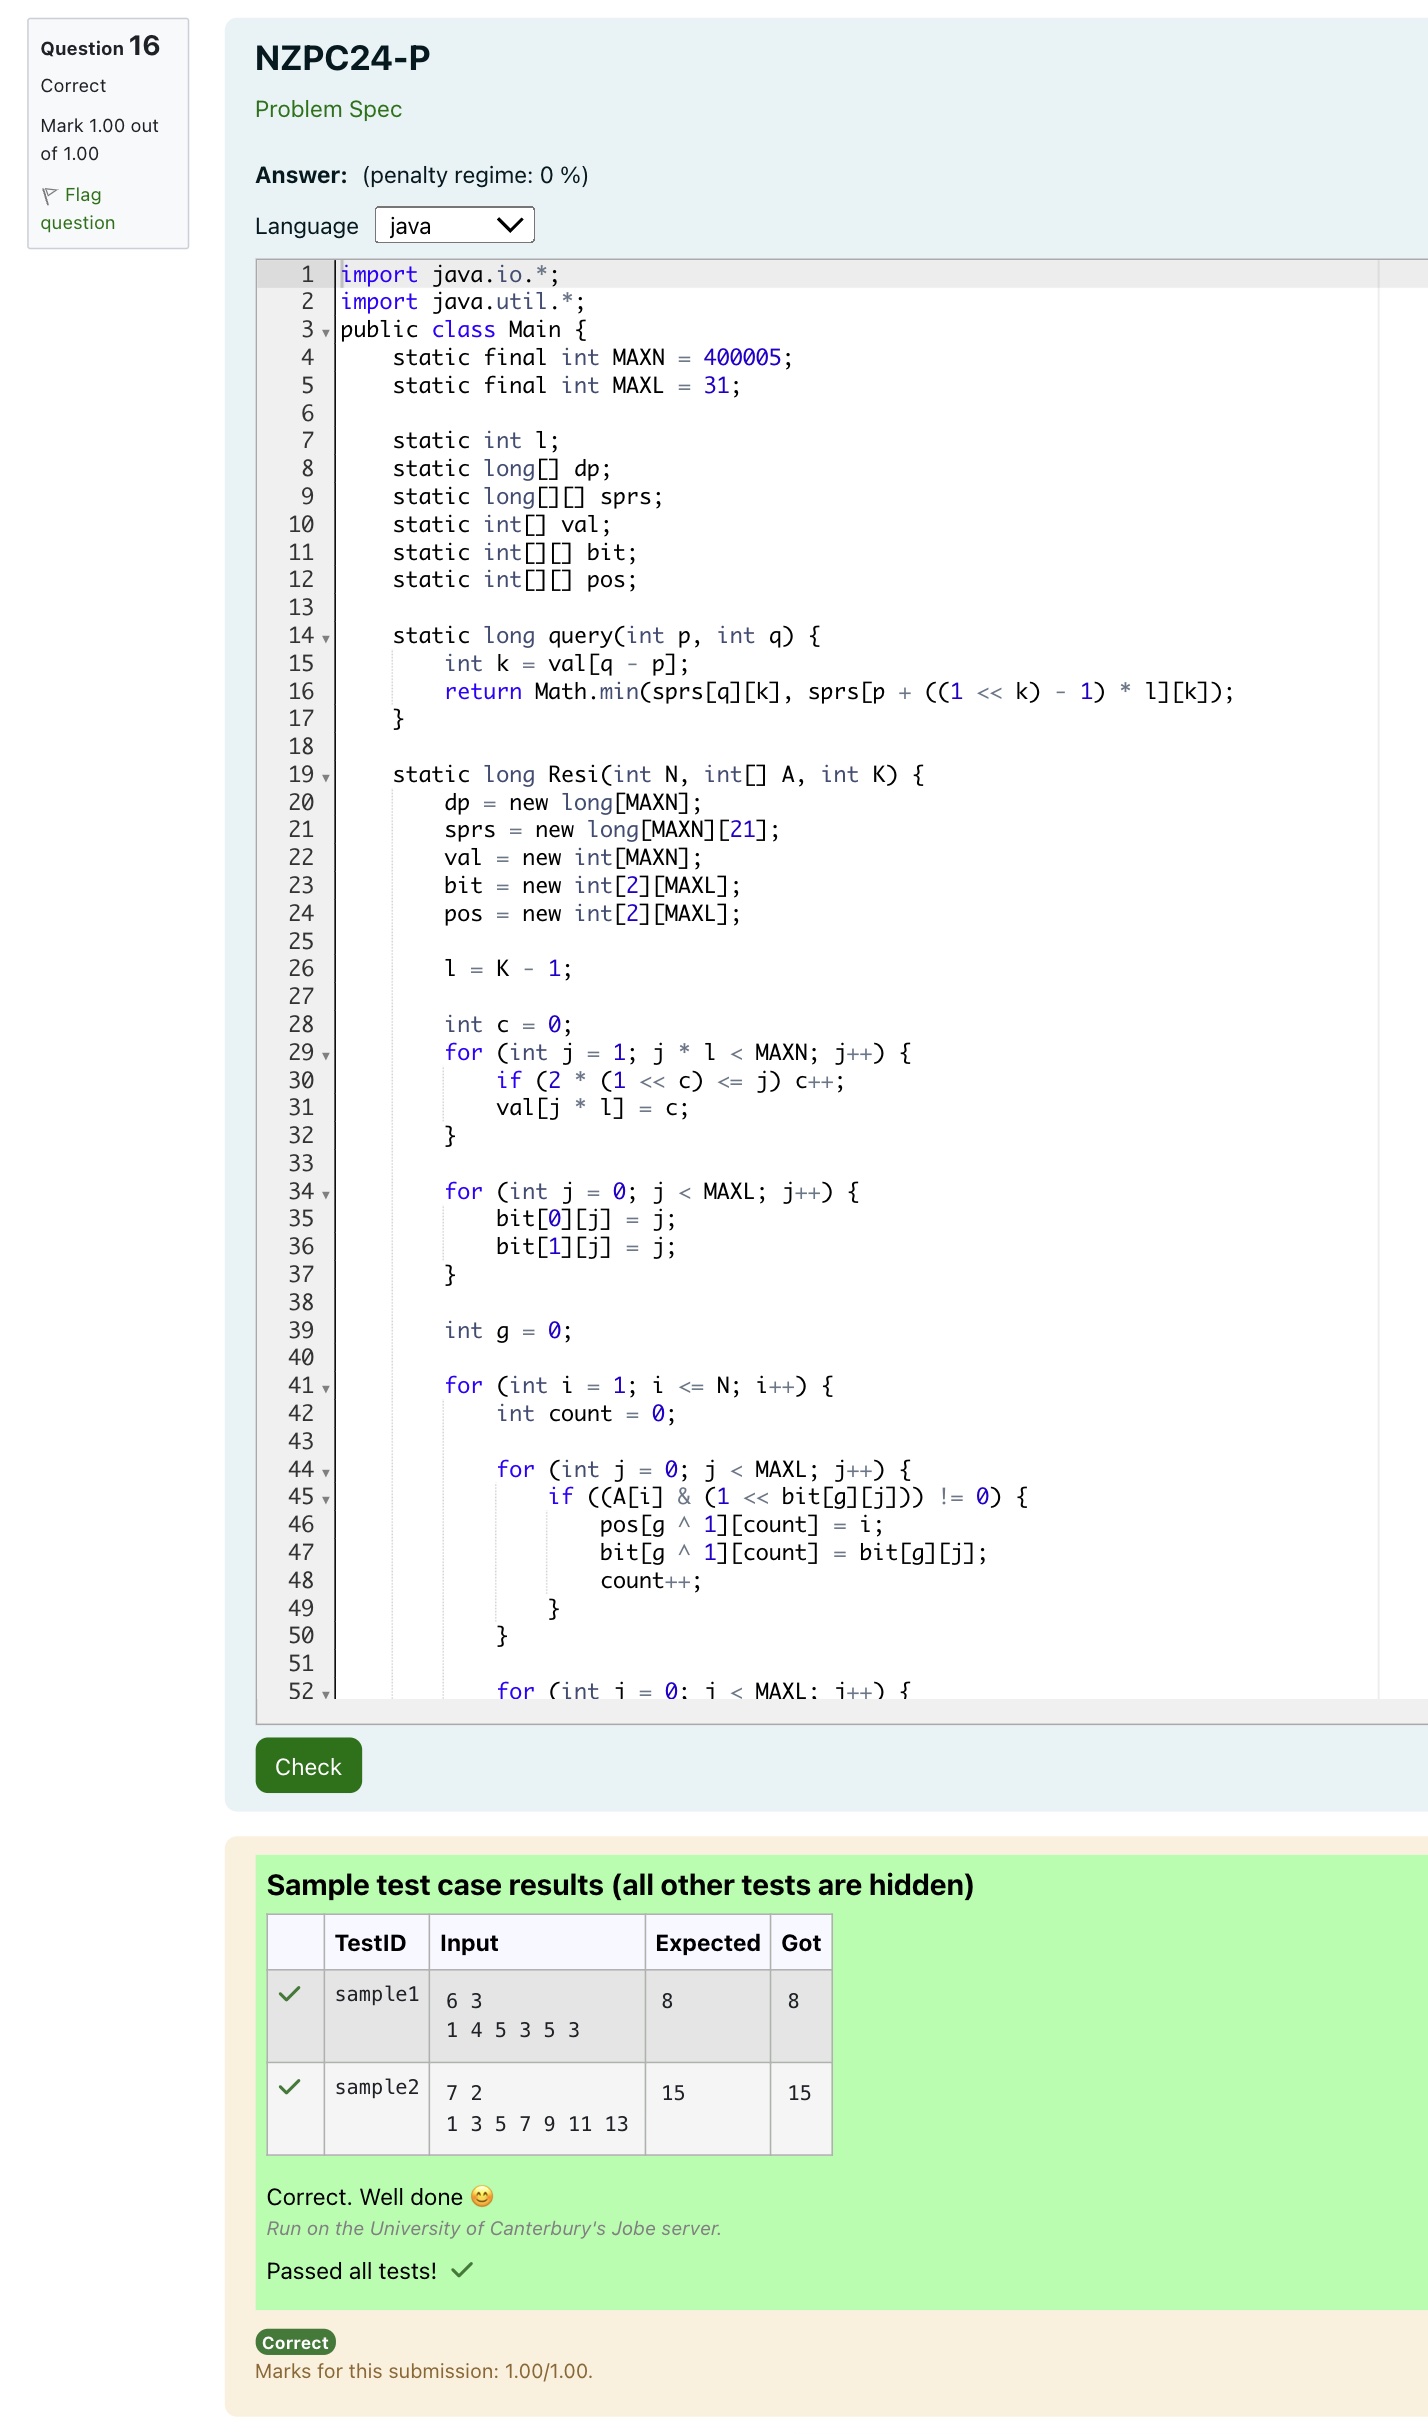 Question 16
Correct
Mark 1.00 out
of 1.00
Flag
question
NZPC24-P
Problem Spec
Answer: (penalty regime: 0 %)
Language java
1 import java.io.*;
2 import java.util.*;
3 public class Main {
4     static final int MAXN = 400005;
5     static final int MAXL = 31;
6
7     static int l;
8     static long[] dp;
9     static long[][] sprs;
10     static int[] val;
11     static int[][] bit;
12     static int[][] pos;
13
14     static long query(int p, int q) {
15         int k = val[q - p];
16         return Math.min(sprs[q][k], sprs[p + ((1 << k) - 1) * l][k]);
17     }
18
19     static long Resi(int N, int[] A, int K) {
20         dp = new long[MAXN];
21         sprs = new long[MAXN][21];
22         val = new int[MAXN];
23         bit = new int[2][MAXL];
24         pos = new int[2][MAXL];
25
26         l = K - 1;
27
28         int c = 0;
29         for (int j = 1; j * l < MAXN; j++) {
30             if (2 * (1 << c) <= j) c++;
31             val[j * l] = c;
32         }
33
34         for (int j = 0; j < MAXL; j++) {
35             bit[0][j] = j;
36             bit[1][j] = j;
37         }
38
39         int g = 0;
40
41         for (int i = 1; i <= N; i++) {
42             int count = 0;
43
44             for (int j = 0; j < MAXL; j++) {
45                 if ((A[i] & (1 << bit[g][j])) != 0) {
46                     pos[g ^ 1][count] = i;
47                     bit[g ^ 1][count] = bit[g][j];
48                     count++;
49                 }
50             }
51
52             for (int j = 0; j < MAXL; j++) {
Check
Sample test case results (all other tests are hidden)
TestID Input Expected Got
sample1 6 3 8 8
1 4 5 3 5 3
sample2 7 2 15 15
1 3 5 7 9 11 13
Correct. Well done 😊
Run on the University of Canterbury's Jobe server.
Passed all tests!
Correct
Marks for this submission: 1.00/1.00.